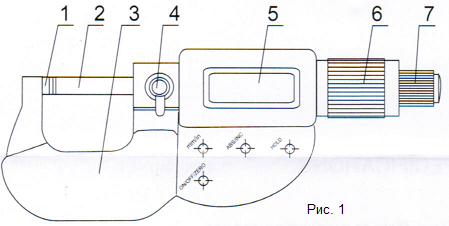 1 2 3 4 5 6 7
mm/in ABS/INC HOLD
ON/OFF/ZERO
Рис. 1